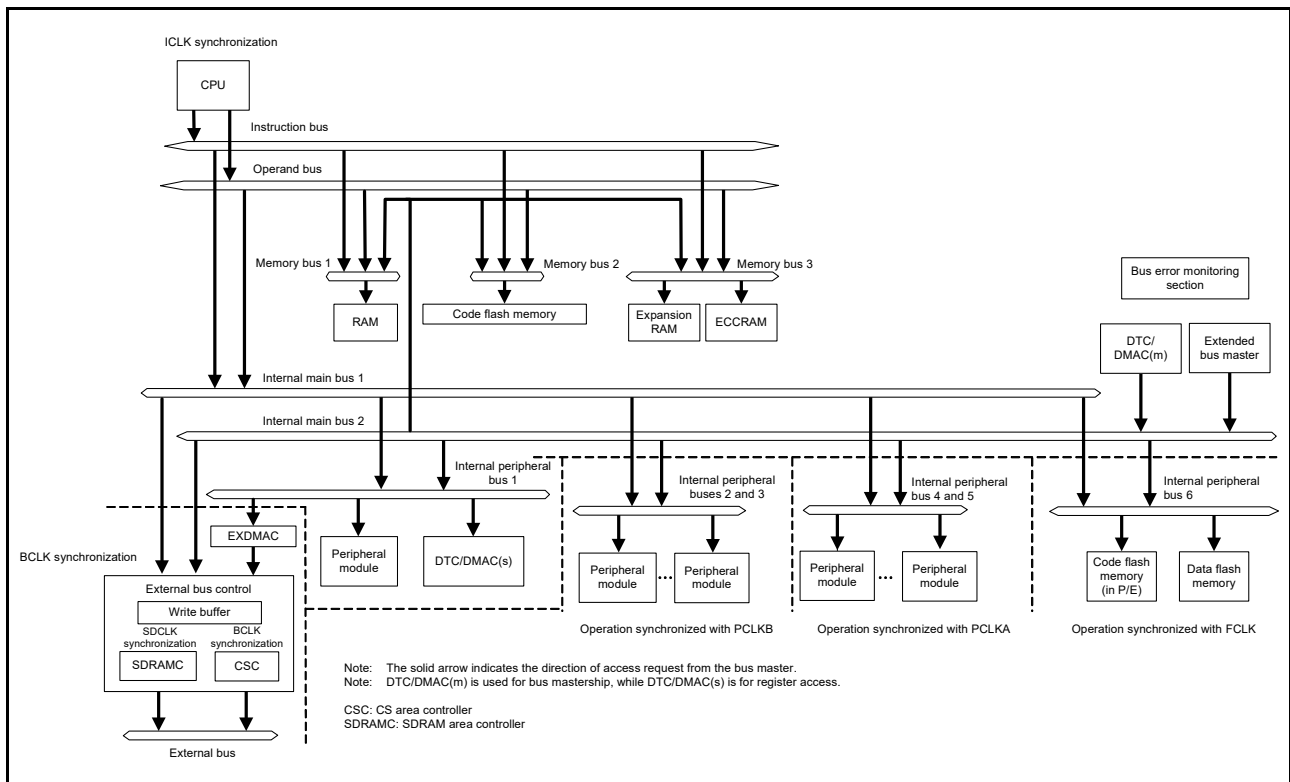 ICLK synchronization
CPU
Instruction bus
Operand bus
Memory bus 1
Memory bus 2
Memory bus 3
RAM
Code flash memory
Expansion
RAM
ECCRAM
Bus error monitoring
section
DTC/
DMAC(m)
Extended
bus master
Internal main bus 1
Internal main bus 2
Internal peripheral
bus 1
Internal peripheral
buses 2 and 3
Internal peripheral
bus 4 and 5
Internal peripheral
bus 6
BCLK synchronization
EXDMAC
Peripheral
module
DTC/DMAC(s)
Peripheral
module
...
Peripheral
module
Peripheral
module
...
Peripheral
module
Code flash
memory
(in P/E)
Data flash
memory
External bus control
Write buffer
SDCLK
synchronization
BCLK
synchronization
SDRAMC
CSC
Operation synchronized with PCLKB
Operation synchronized with PCLKA
Operation synchronized with FCLK
Note: The solid arrow indicates the direction of access request from the bus master.
Note: DTC/DMAC(m) is used for bus mastership, while DTC/DMAC(s) is for register access.
CSC: CS area controller
SDRAMC: SDRAM area controller
External bus